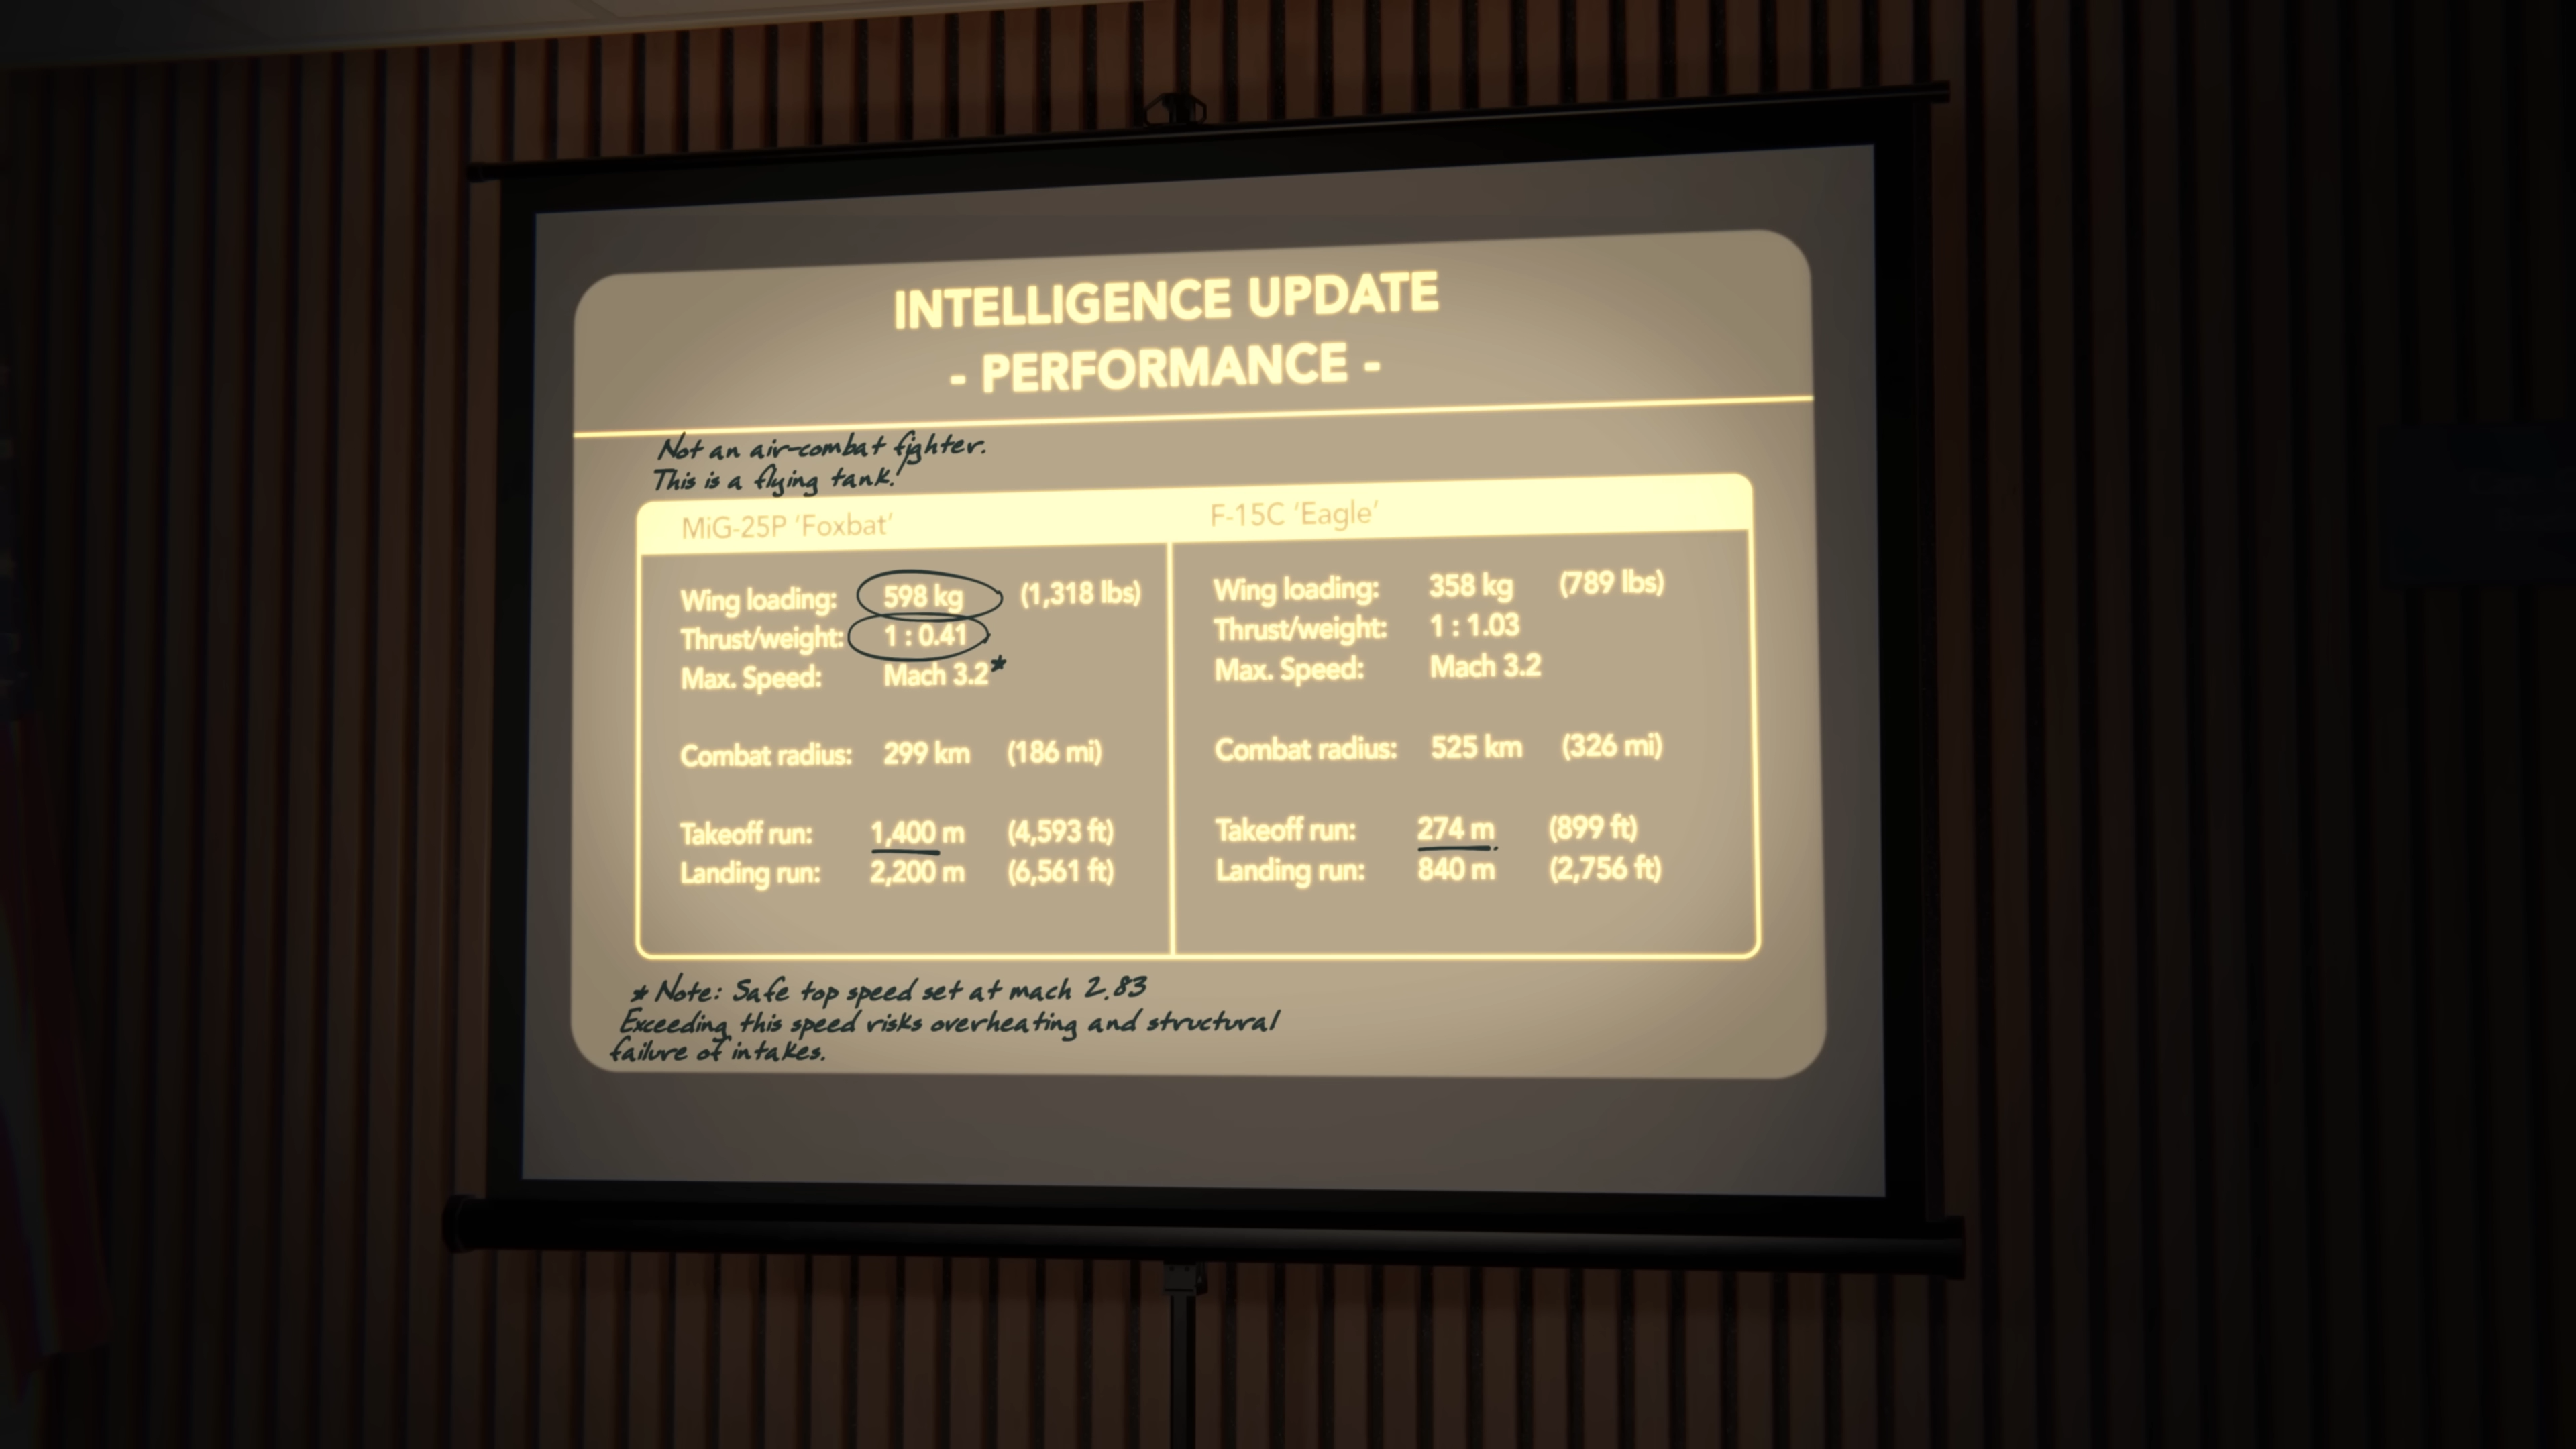 INTELLIGENCE UPDATE
- PERFORMANCE -
Not an air-combat fighter.
This is a flying tank!
MiG-25P ‘Foxbat’
Wing loading: 598 kg (1,318 lbs)
Thrust/weight: 1 : 0.41
Max. Speed: Mach 3.2*
Combat radius: 299 km (186 mi)
Takeoff run: 1,400 m (4,593 ft)
Landing run: 2,200 m (6,561 ft)
F-15C ‘Eagle’
Wing loading: 358 kg (789 lbs)
Thrust/weight: 1 : 1.03
Max. Speed: Mach 3.2
Combat radius: 525 km (326 mi)
Takeoff run: 274 m (899 ft)
Landing run: 840 m (2,756 ft)
* Note: Safe top speed set at mach 2.83
Exceeding this speed risks overheating and structural
failure of intakes.